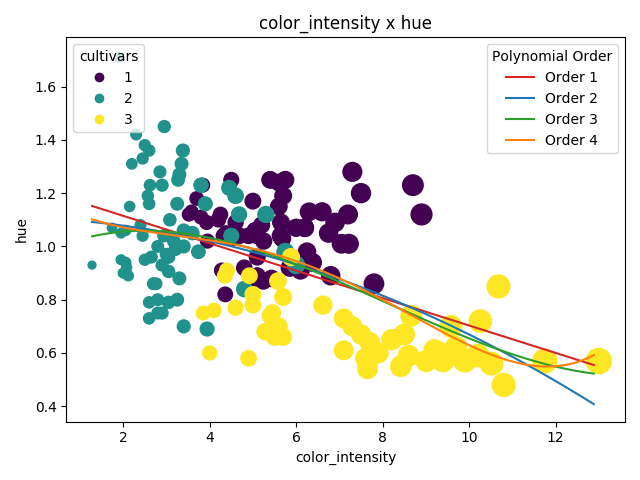 color_intensity x hue
cultivars
1
2
3
Polynomial Order
Order 1
Order 2
Order 3
Order 4
hue
1.6
1.4
1.2
1.0
0.8
0.6
0.4
2 4 6 8 10 12
color_intensity